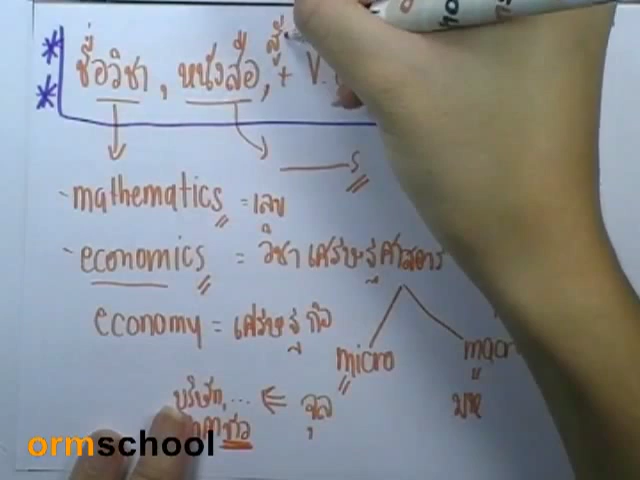 * ชื่อวิชา, หนังสือ, + V.
*
s
- mathematics = เลข
- economics = วิชาเศรษฐศาสตร์
economy = เศรษฐกิจ
micro
บริษัท, ... ⇐ จุล มห
ormschool